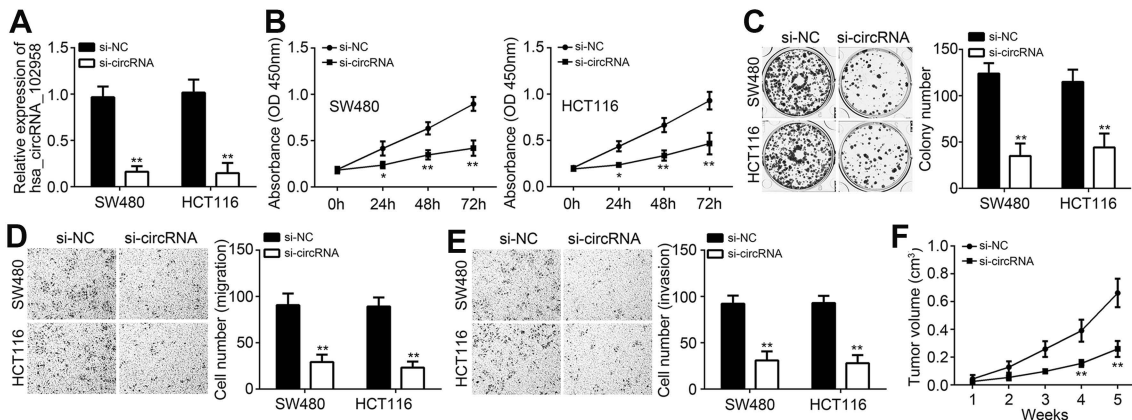 A
Relative expression of
hsa_circRNA_102958
si-NC
si-circRNA
1.5
1.0
0.5
0.0
**
**
SW480
HCT116
B
Absorbance (OD 450nm)
si-NC
si-circRNA
1.5
1.0
0.5
0.0
SW480
*
**
**
0h
24h
48h
72h
Absorbance (OD 450nm)
si-NC
si-circRNA
1.5
1.0
0.5
0.0
HCT116
*
**
**
0h
24h
48h
72h
C
si-NC
si-circRNA
SW480
HCT116
Colony number
si-NC
si-circRNA
150
100
50
0
**
**
SW480
HCT116
D
si-NC
si-circRNA
SW480
HCT116
Cell number (migration)
si-NC
si-circRNA
150
100
50
0
**
**
SW480
HCT116
E
si-NC
si-circRNA
SW480
HCT116
Cell number (invasion)
si-NC
si-circRNA
150
100
50
0
**
**
SW480
HCT116
F
Tumor volume (cm³)
si-NC
si-circRNA
1.0
0.8
0.6
0.4
0.2
0.0
**
**
1
2
3
4
5
Weeks